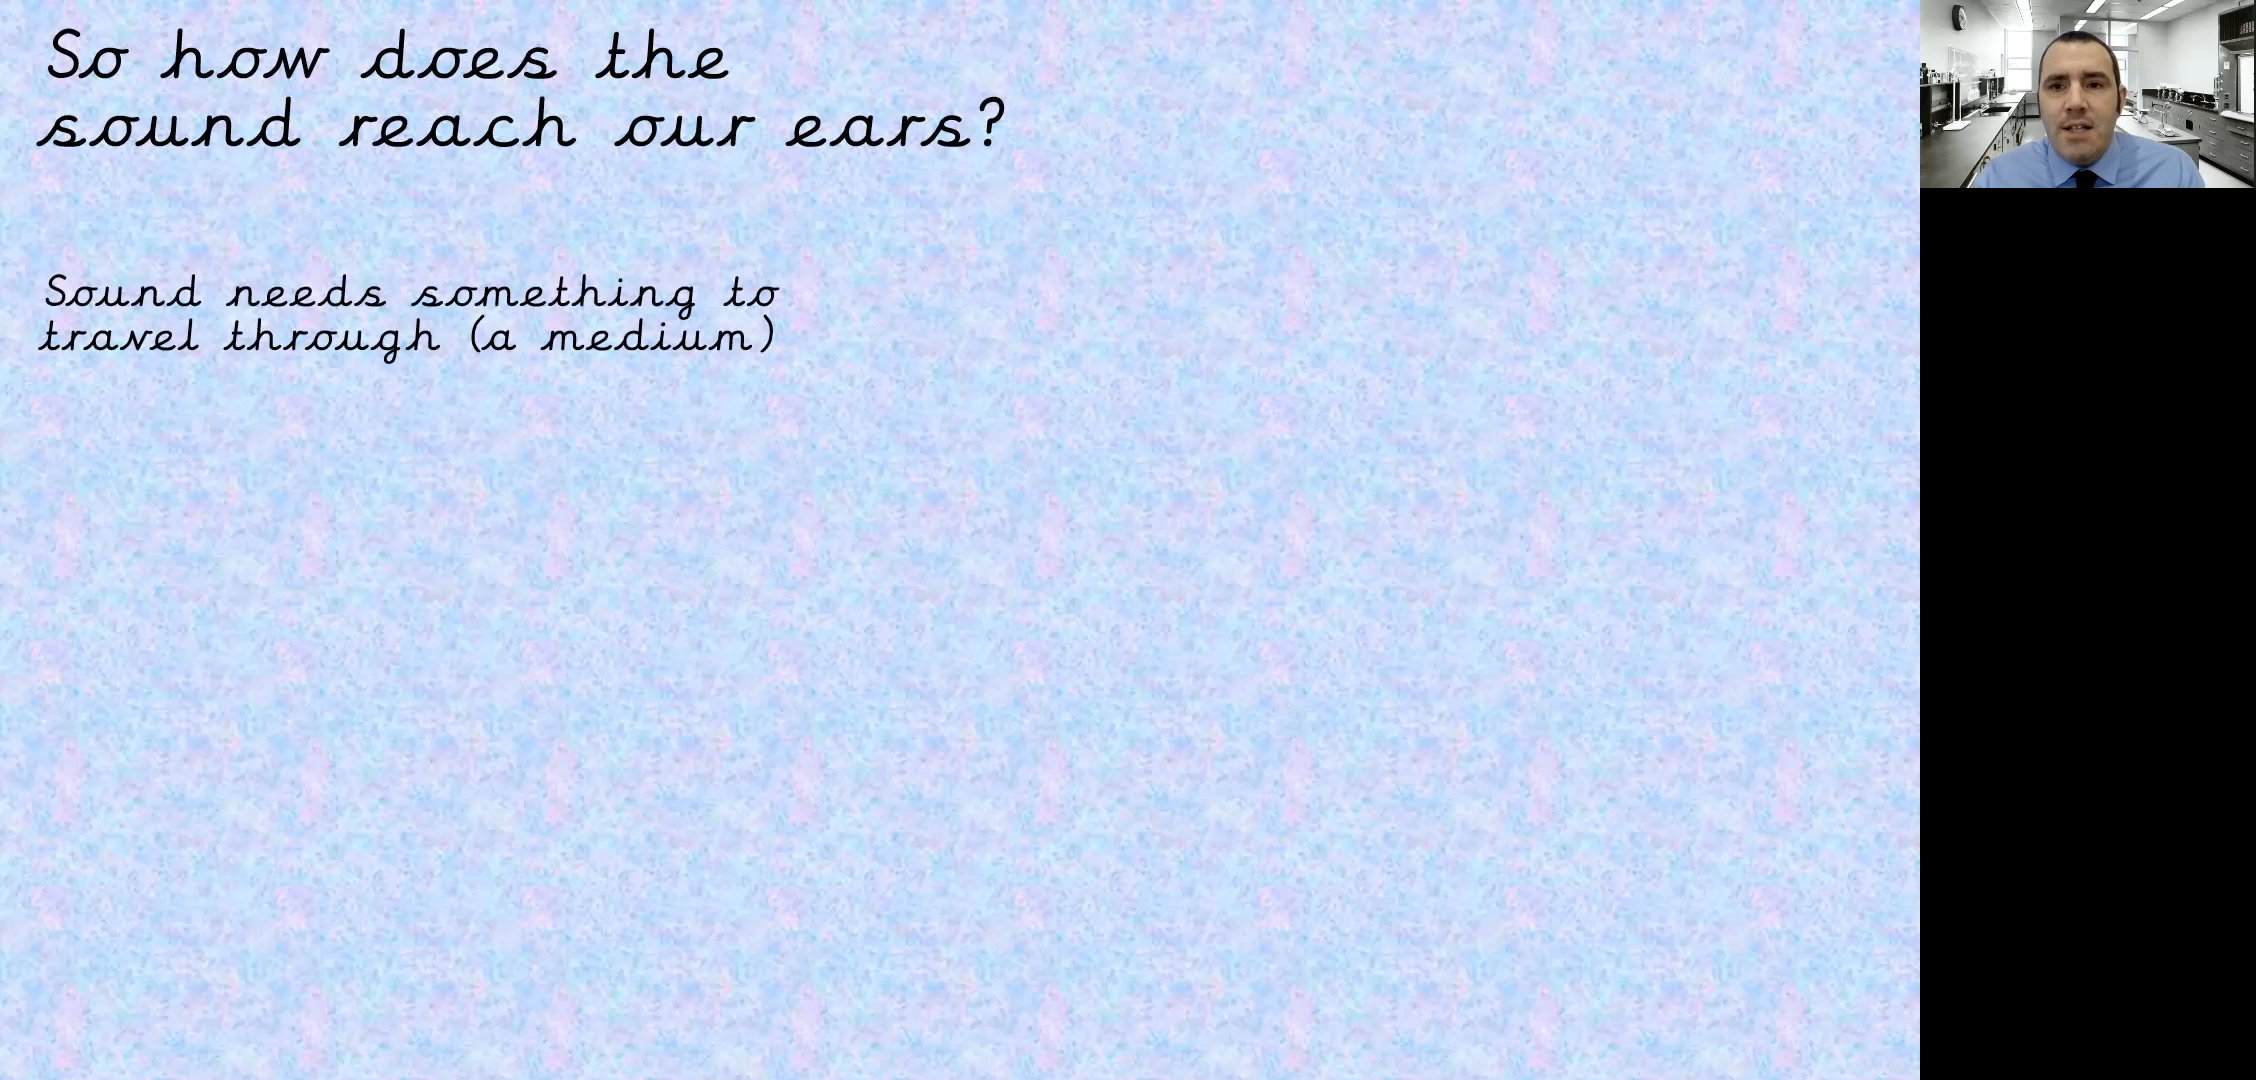 So how does the
sound reach our ears?
Sound needs something to
travel through (a medium)